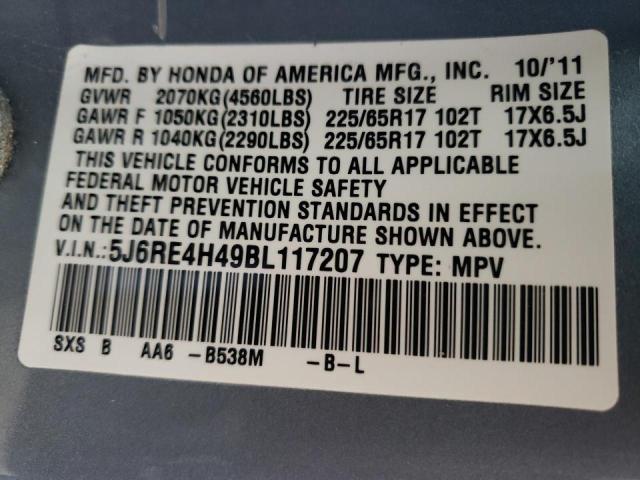 MFD. BY HONDA OF AMERICA MFG., INC. 10/'11
GVWR 2070KG(4560LBS) TIRE SIZE RIM SIZE
GAWR F 1050KG(2310LBS) 225/65R17 102T 17X6.5J
GAWR R 1040KG(2290LBS) 225/65R17 102T 17X6.5J
THIS VEHICLE CONFORMS TO ALL APPLICABLE
FEDERAL MOTOR VEHICLE SAFETY
AND THEFT PREVENTION STANDARDS IN EFFECT
ON THE DATE OF MANUFACTURE SHOWN ABOVE.
V.I.N.:5J6RE4H49BL117207 TYPE: MPV
SXS B AA6 -B538M -B-L